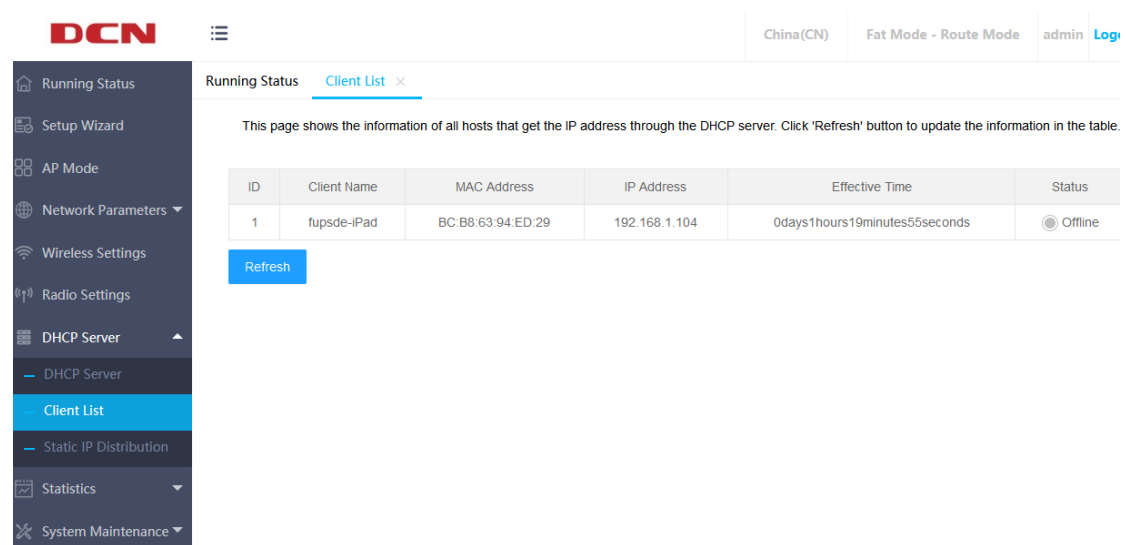 DCN
China(CN) Fat Mode - Route Mode admin
Running Status
Setup Wizard
AP Mode
Network Parameters
Wireless Settings
Radio Settings
DHCP Server
DHCP Server
Client List
Static IP Distribution
Statistics
System Maintenance
Running Status Client List ×
This page shows the information of all hosts that get the IP address through the DHCP server. Click 'Refresh' button to update the information in the table.
ID Client Name MAC Address IP Address Effective Time Status
1 fupsde-iPad BC:B8:63:94:ED:29 192.168.1.104 0days1hours19minutes55seconds Offline
Refresh